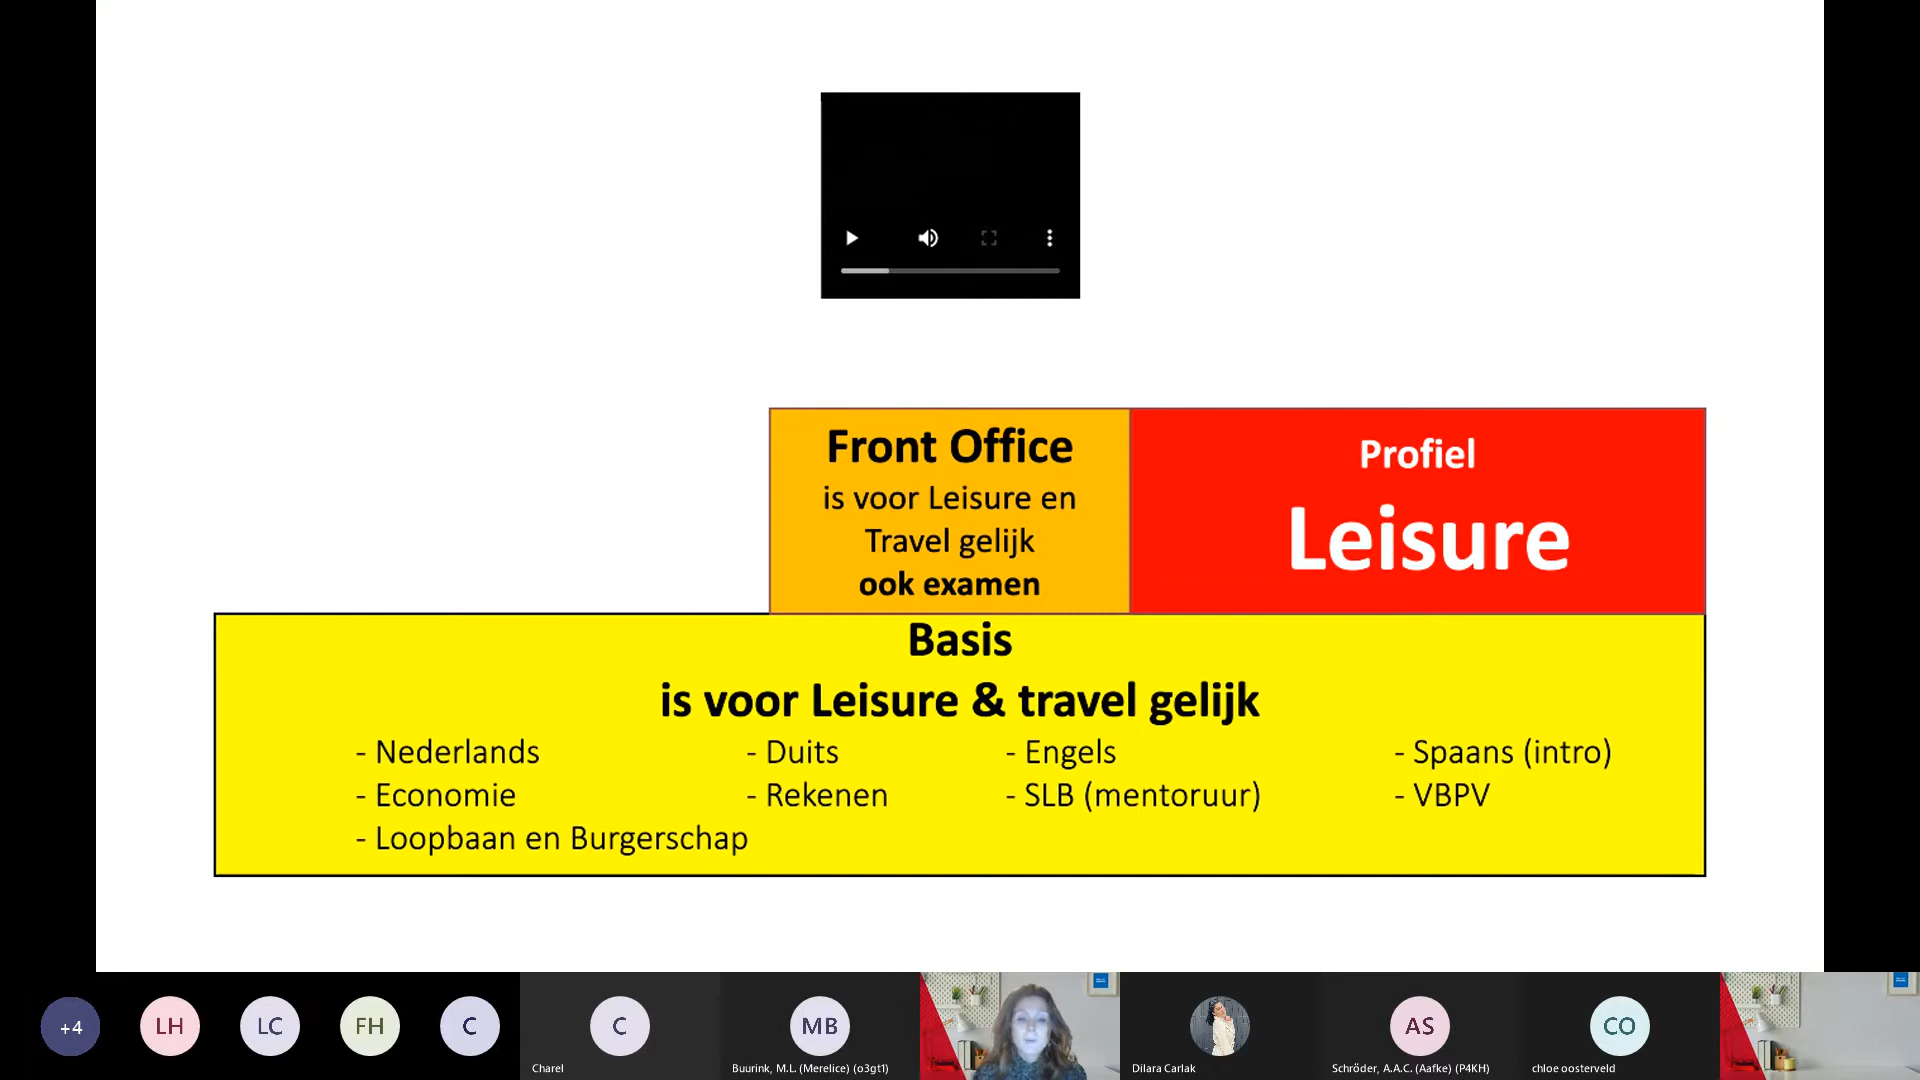 Front Office
is voor Leisure en
Travel gelijk
ook examen
Profiel
Leisure
Basis
is voor Leisure & travel gelijk
- Nederlands - Duits - Engels - Spaans (intro)
- Economie - Rekenen - SLB (mentoruur) - VBPV
- Loopbaan en Burgerschap
+4 LH LC FH C C MB AS CO
Charel Buurink, M.L. (Merelice) (o3gt1) Dilara Carlak Schröder, A.A.C. (Aafke) (P4KH) chloe oosterveld